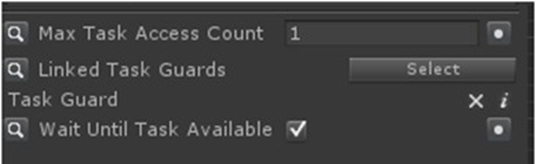 Max Task Access Count 1
Linked Task Guards Select
Task Guard
Wait Until Task Available